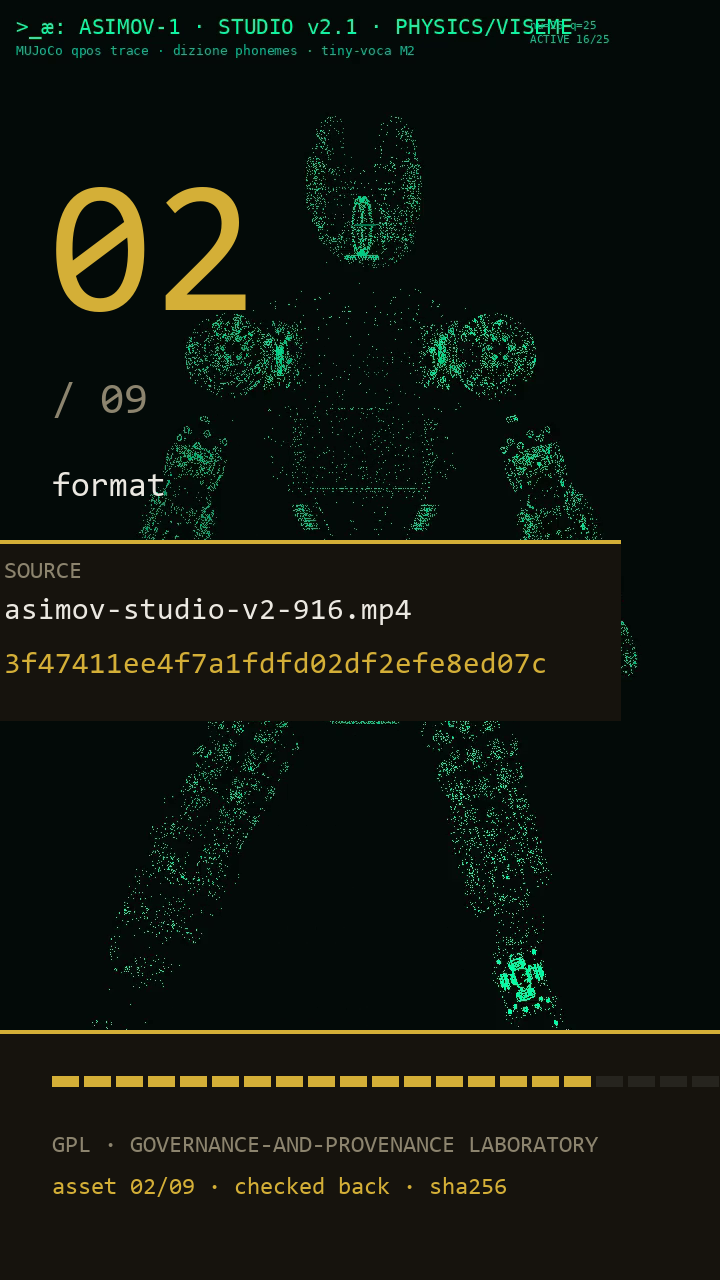 >_æ: ASIMOV-1 · STUDIO v2.1 · PHYSICS/VISEME
q=25
ACTIVE 16/25
MUJoCo qpos trace · dizione phonemes · tiny-voca M2
02
/ 09
format
SOURCE
asimov-studio-v2-916.mp4
3f47411ee4f7a1fdfd02df2efe8ed07c
GPL · GOVERNANCE-AND-PROVENANCE LABORATORY
asset 02/09 · checked back · sha256